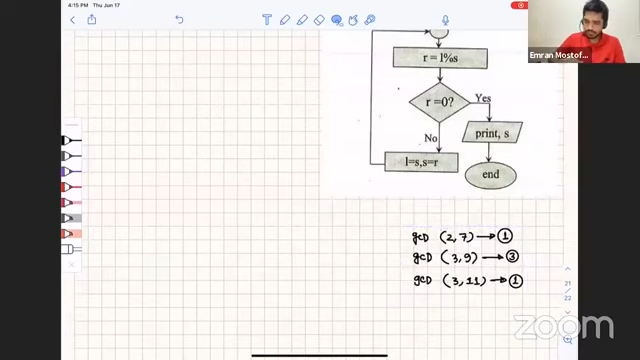 4:15 PM Thu Jun 17
Emran Mostof...
r = l%s
r =0?
Yes
print, s
No
l=s,s=r
end
gcD (2,7) → 1
gcD (3,9) → 3
gcD (3,11) → 1
21
/
22
zoom